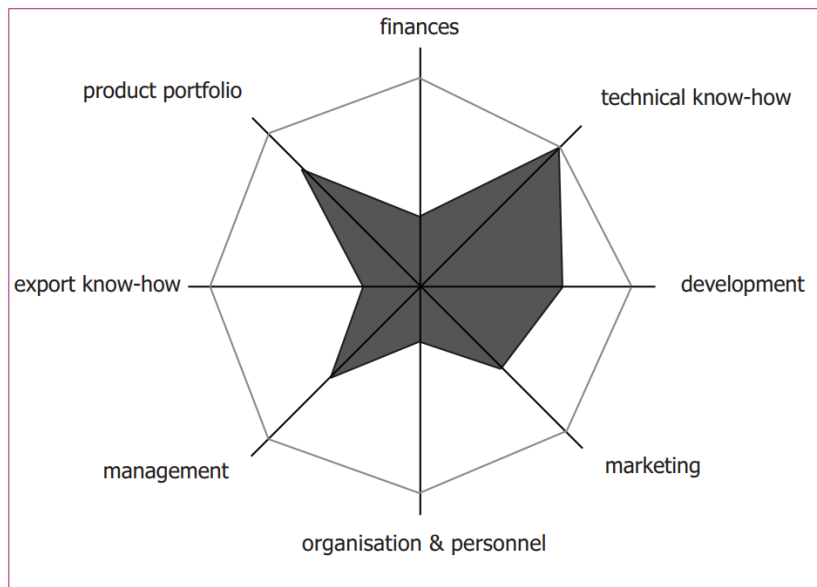 finances
product portfolio
technical know-how
export know-how
development
management
marketing
organisation & personnel